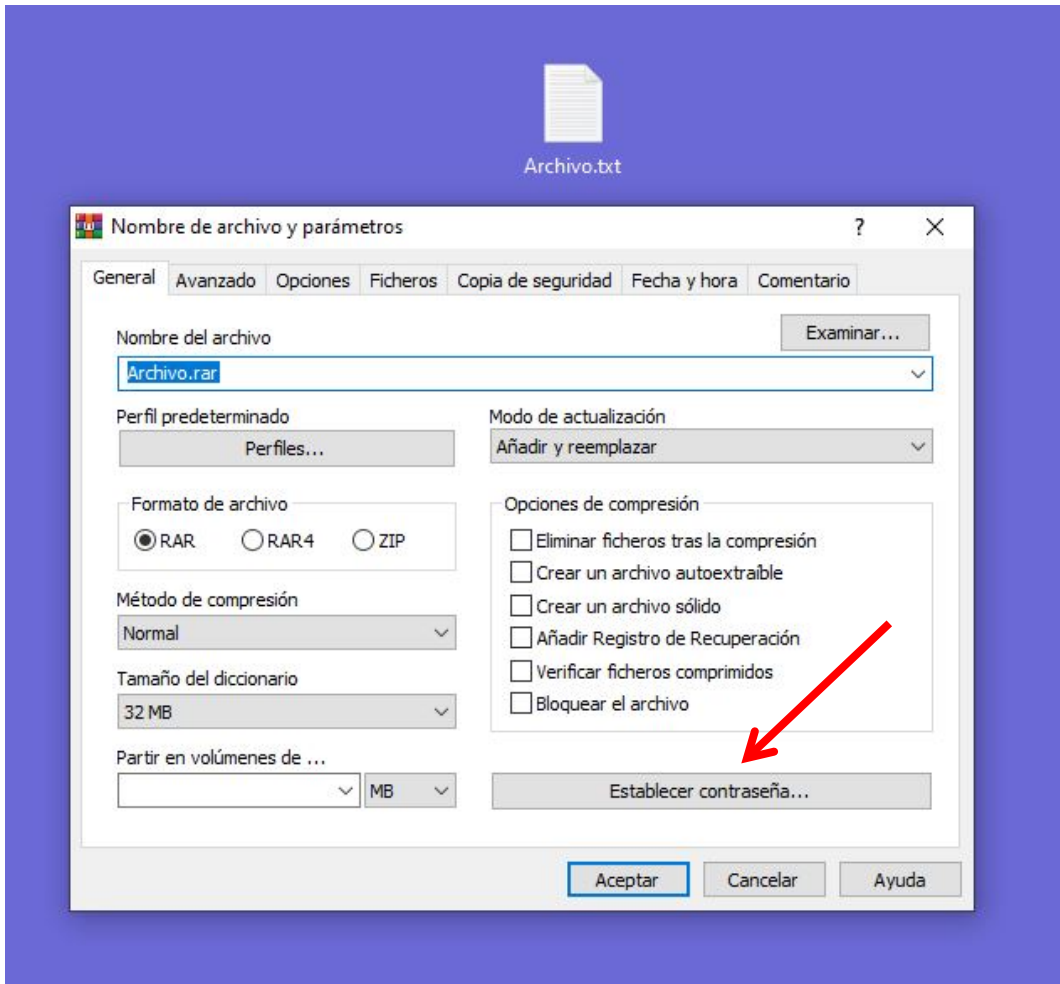 Archivo.txt
Nombre de archivo y parámetros ?
General Avanzado Opciones Ficheros Copia de seguridad Fecha y hora Comentario
Nombre del archivo
Examinar...
Archivo.rar
Perfil predeterminado
Perfiles...
Modo de actualización
Añadir y reemplazar
Formato de archivo
RAR RAR4 ZIP
Método de compresión
Normal
Tamaño del diccionario
32 MB
Partir en volúmenes de ...
MB
Opciones de compresión
Eliminar ficheros tras la compresión
Crear un archivo autoextraíble
Crear un archivo sólido
Añadir Registro de Recuperación
Verificar ficheros comprimidos
Bloquear el archivo
Establecer contraseña...
Aceptar Cancelar Ayuda